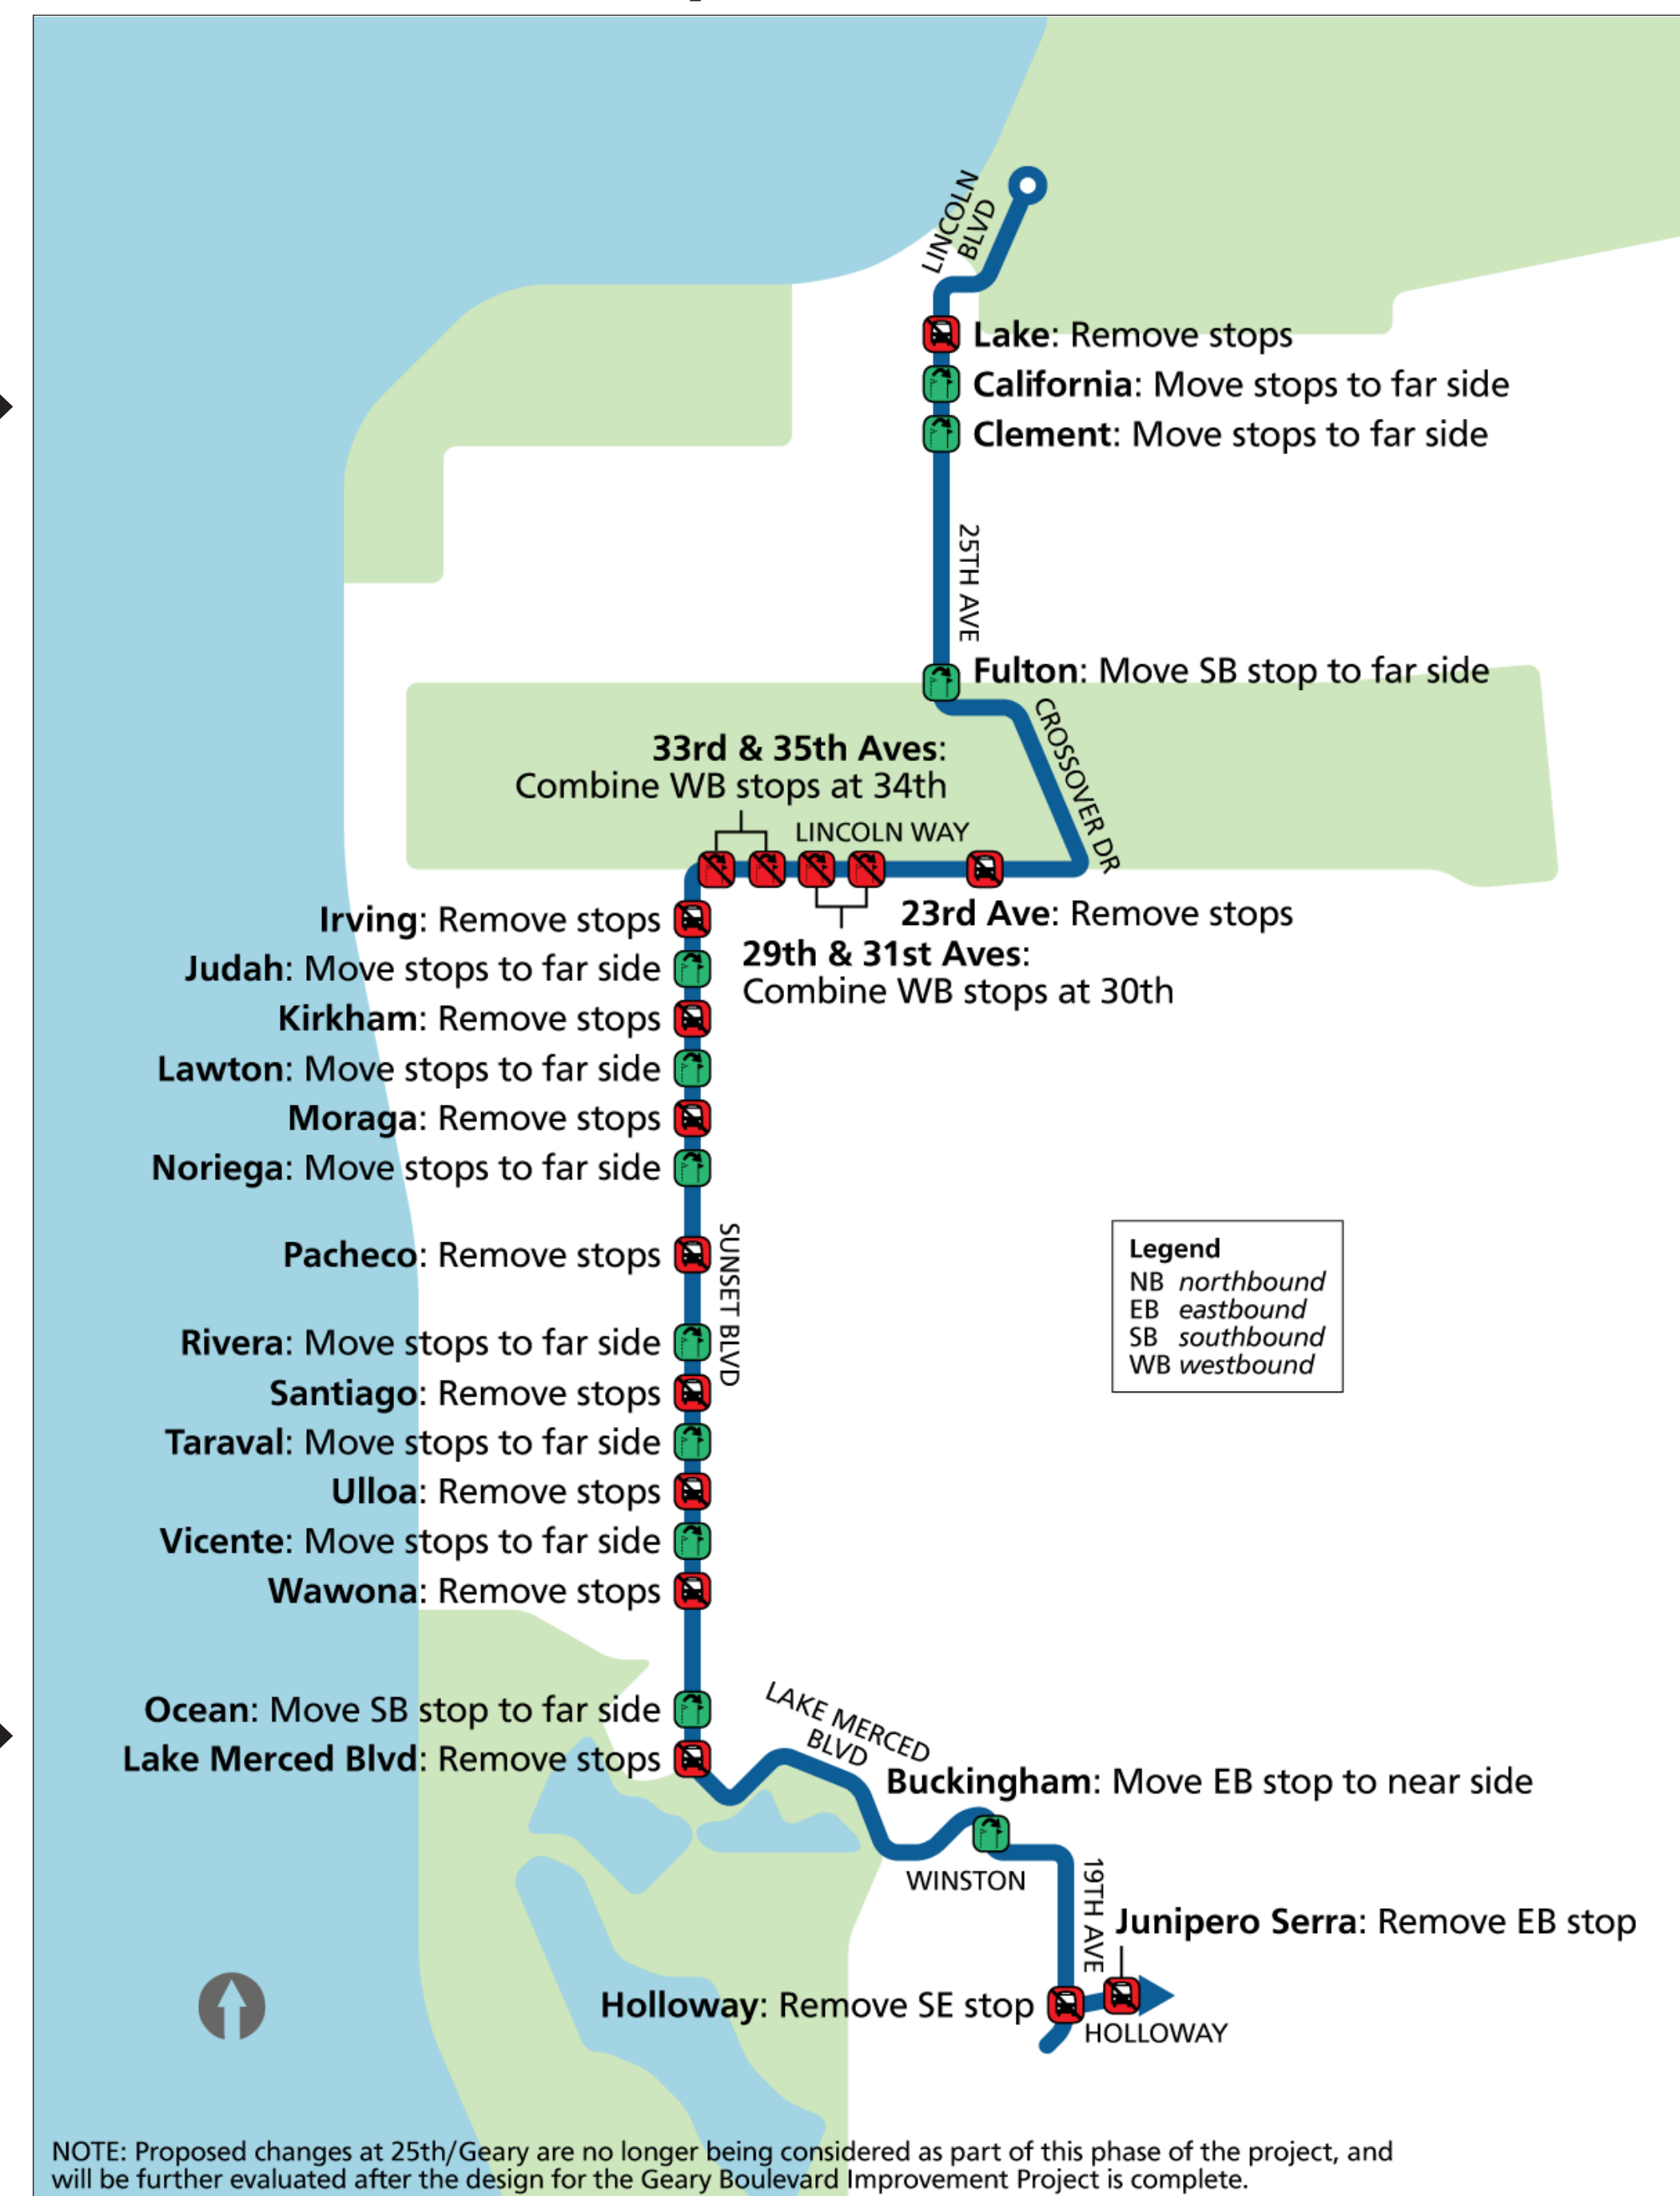 LINCOLN
BLVD
Lake: Remove stops
California: Move stops to far side
Clement: Move stops to far side
25TH AVE
Fulton: Move SB stop to far side
CROSSOVER DR
33rd & 35th Aves:
Combine WB stops at 34th
LINCOLN WAY
23rd Ave: Remove stops
29th & 31st Aves:
Combine WB stops at 30th
Irving: Remove stops
Judah: Move stops to far side
Kirkham: Remove stops
Lawton: Move stops to far side
Moraga: Remove stops
Noriega: Move stops to far side
Pacheco: Remove stops
SUNSET BLVD
Rivera: Move stops to far side
Santiago: Remove stops
Taraval: Move stops to far side
Ulloa: Remove stops
Vicente: Move stops to far side
Wawona: Remove stops
Legend
NB northbound
EB eastbound
SB southbound
WB westbound
Ocean: Move SB stop to far side
Lake Merced Blvd: Remove stops
LAKE MERCED
BLVD
Buckingham: Move EB stop to near side
WINSTON
19TH AVE
Junipero Serra: Remove EB stop
Holloway: Remove SE stop
HOLLOWAY
NOTE: Proposed changes at 25th/Geary are no longer being considered as part of this phase of the project, and
will be further evaluated after the design for the Geary Boulevard Improvement Project is complete.